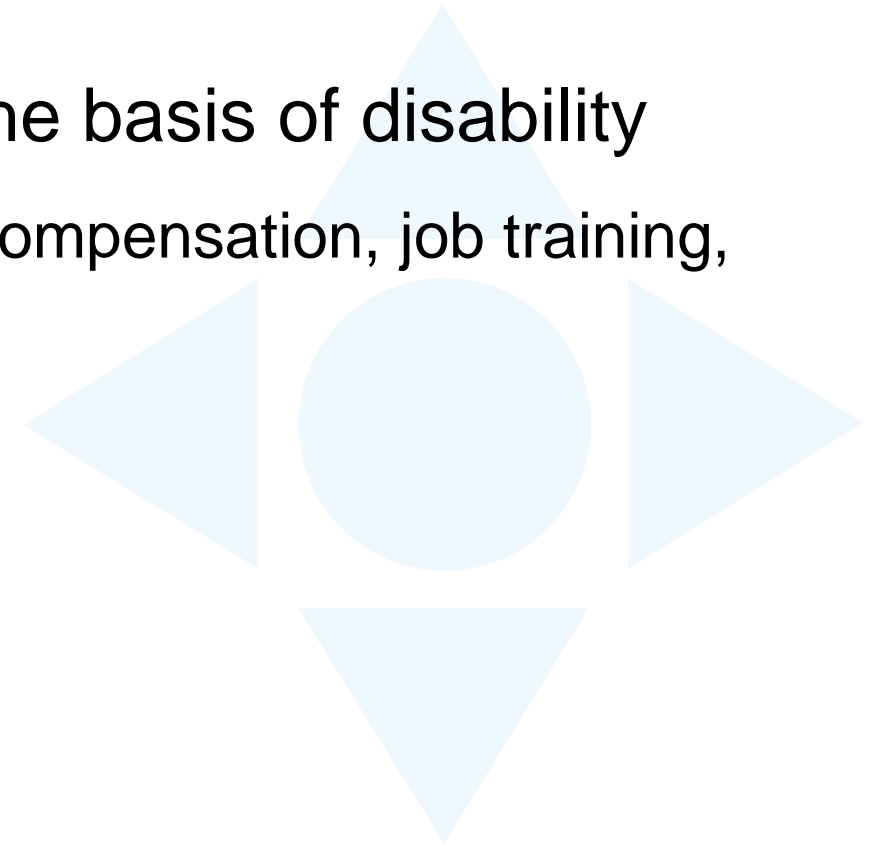 he basis of disability
ompensation, job training,